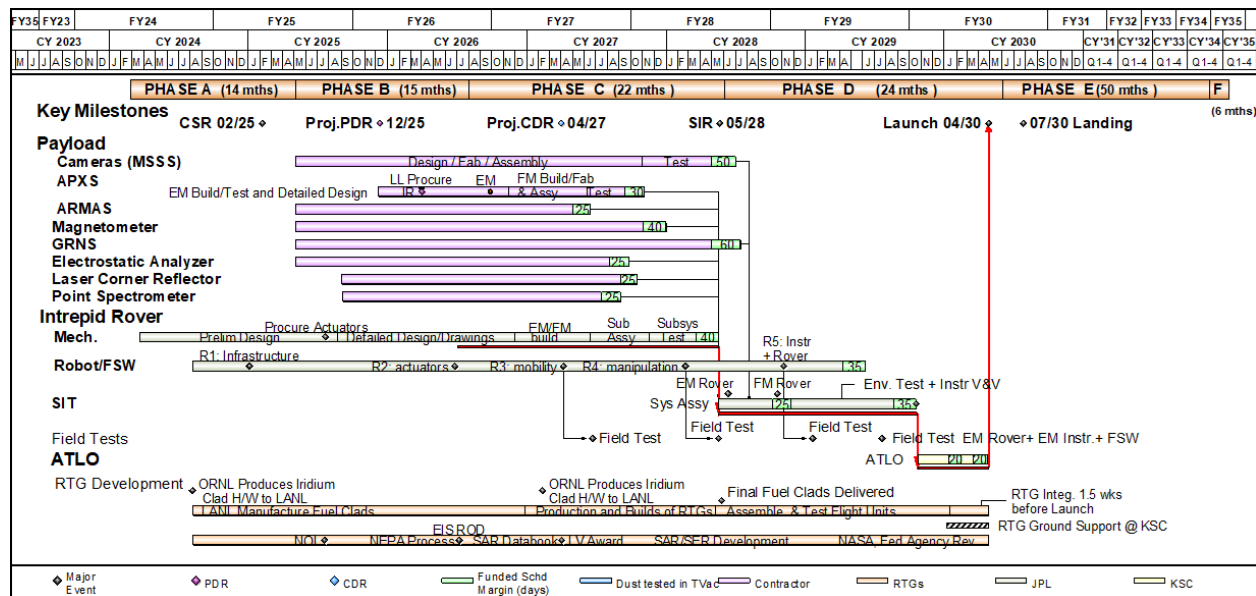 FY35 FY23 FY24 FY25 FY26 FY27 FY28 FY29 FY30 FY31 FY32 FY33 FY34 FY35
CY 2023 CY 2024 CY 2025 CY 2026 CY 2027 CY 2028 CY 2029 CY 2030 CY'31 CY'32 CY'33 CY'34 CY'35
M J J A S O N D J F M A M J J A S O N D J F M A M J J A S O N D J F M A M J J A S O N D J F M A M J J A S O N D J F M A M J J A S O N D J F M A M J J A S O N D J F M A M J J A S O N D Q1-4 Q1-4 Q1-4 Q1-4 Q1-4
PHASE A (14 mths) PHASE B (15 mths) PHASE C (22 mths) PHASE D (24 mths) PHASE E(50 mths) F
(6 mths)
Key Milestones
CSR 02/25 Proj.PDR 12/25 Proj.CDR 04/27 SIR 05/28 Launch 04/30 07/30 Landing
Payload
Cameras (MSSS) Design / Fab / Assembly Test 50
APXS LL Procure EM FM Build/Fab
EM Build/Test and Detailed Design IR & Assy Test 30
ARMAS 25
Magnetometer 40
GRNS 60
Electrostatic Analyzer 25
Laser Corner Reflector 25
Point Spectrometer 25
Intrepid Rover
Procure Actuators EM/FM Sub Subsys
Mech. Prelim Design Detailed Design/Drawings build Assy Test 40
R1: Infrastructure R5: Instr
+ Rover
Robot/FSW R2: actuators R3: mobility R4: manipulation 35
EM Rover FM Rover Env. Test + Instr V&V
SIT Sys Assy 25 35
Field Test Field Test
Field Tests Field Test Field Test EM Rover+ EM Instr.+ FSW
ATLO ATLO 20 20
RTG Development ORNL Produces Iridium ORNL Produces Iridium
Clad H/W to LANL Clad H/W to LANL Final Fuel Clads Delivered RTG Integ. 1.5 wks
before Launch
LANL Manufacture Fuel Clads Production and Builds of RTGs Assemble & Test Flight Units
RTG Ground Support @ KSC
EIS ROD
NOI NEPA Process SAR Databook LV Award SAR/SER Development NASA, Fed Agency Rev
Major
Event PDR CDR Funded Schd
Margin (days) Dust tested in TVac Contractor RTGs JPL KSC